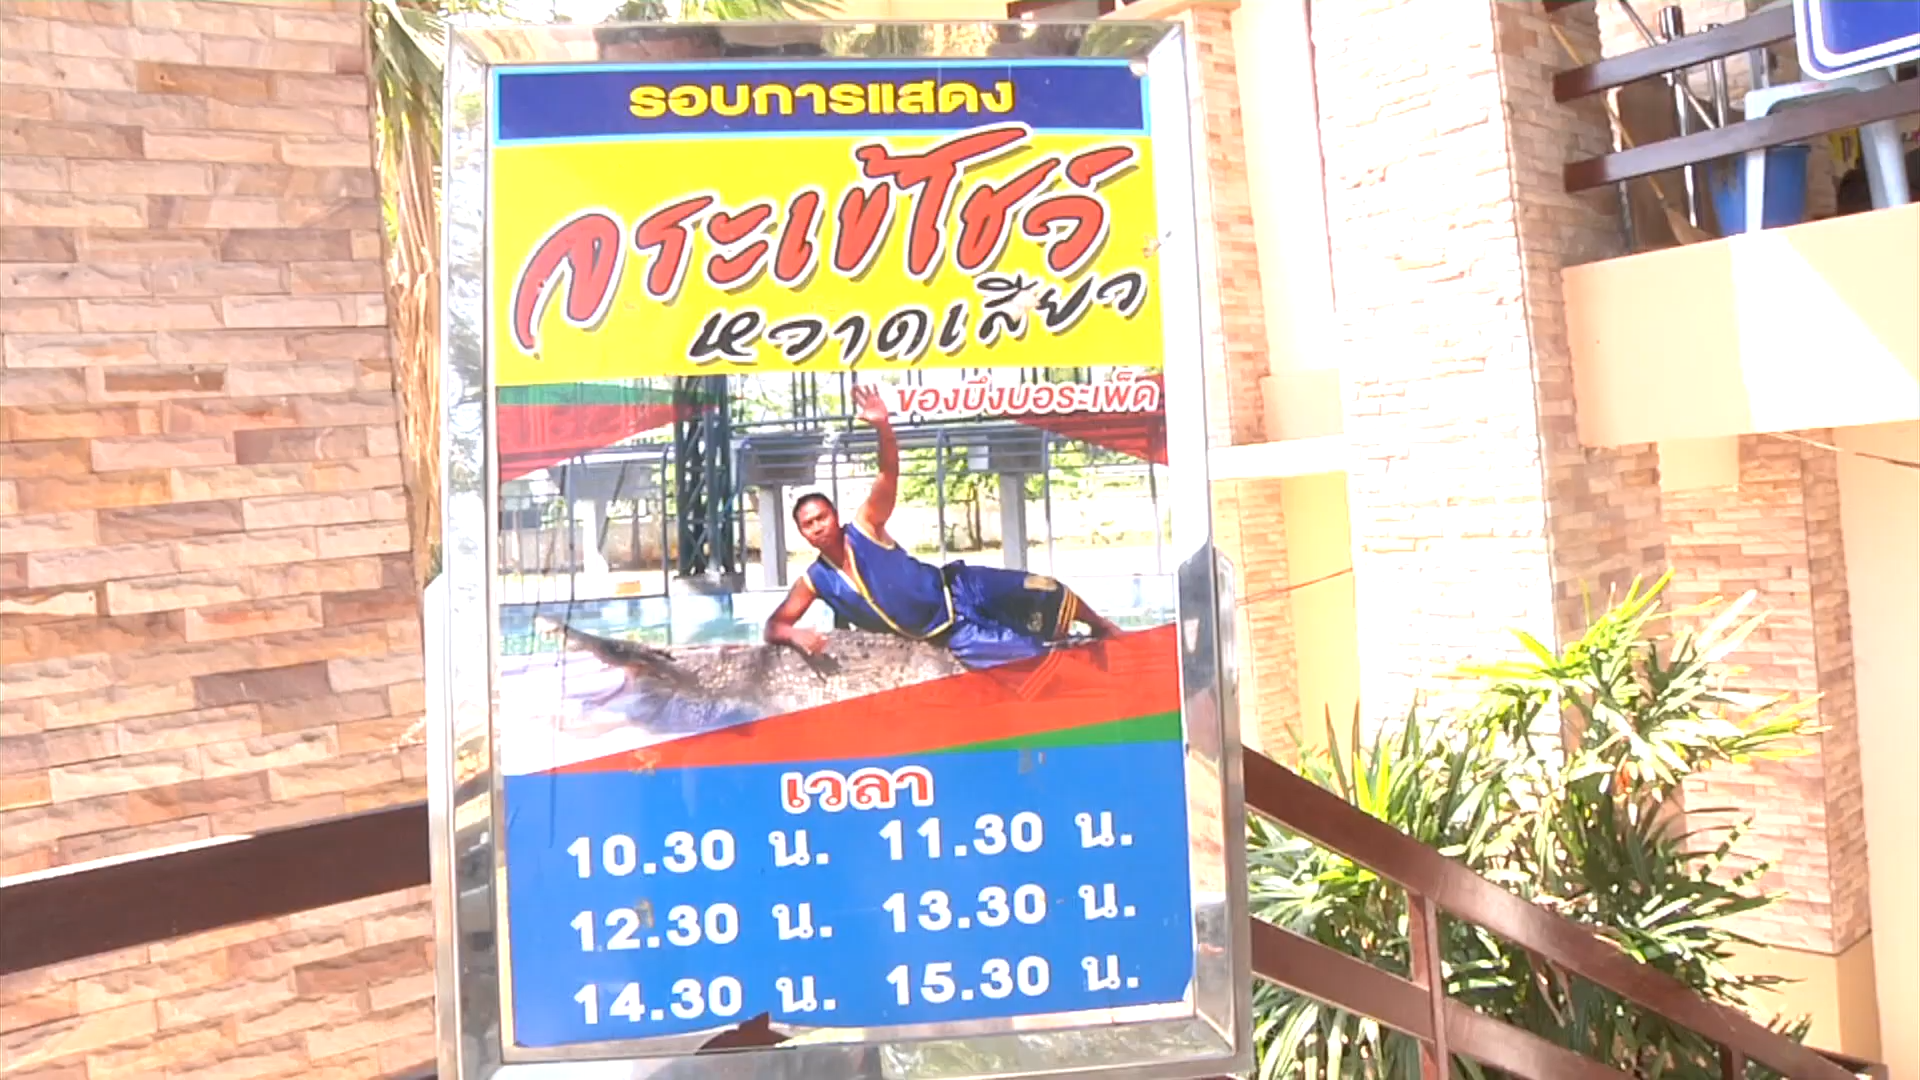 รอบการแสดง
จระเข้โชว์
หวาดเสียว
ของบึงบอระเพ็ด
เวลา
10.30 น. 11.30 น.
12.30 น. 13.30 น.
14.30 น. 15.30 น.